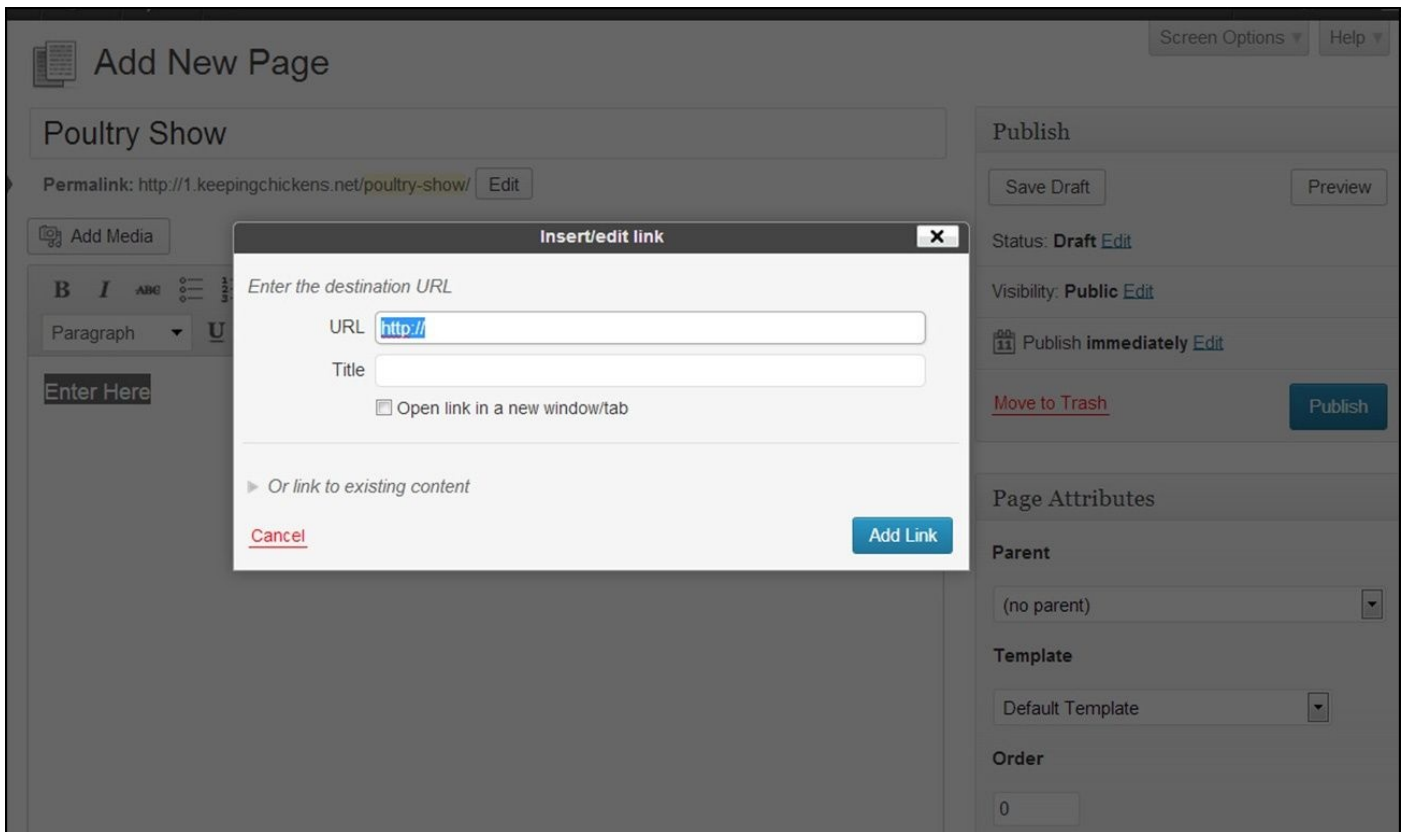 Screen Options Help
Add New Page
Poultry Show
Permalink: http://1.keepingchickens.net/poultry-show/ Edit
Add Media
B I ABC
Paragraph U
Enter Here
Insert/edit link
Enter the destination URL
URL http://
Title
Open link in a new window/tab
Or link to existing content
Cancel Add Link
Publish
Save Draft Preview
Status: Draft Edit
Visibility: Public Edit
11 Publish immediately Edit
Move to Trash Publish
Page Attributes
Parent
(no parent)
Template
Default Template
Order
0